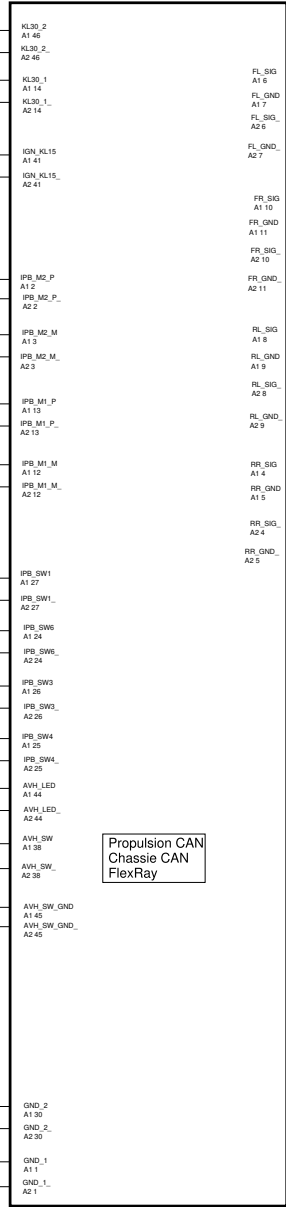 KL30_2
A1 46
KL30_2_
A2 46
KL30_1
A1 14
KL30_1_
A2 14
IGN_KL15
A1 41
IGN_KL15_
A2 41
IPB_M2_P
A1 2
IPB_M2_P_
A2 2
IPB_M2_M
A1 3
IPB_M2_M_
A2 3
IPB_M1_P
A1 13
IPB_M1_P_
A2 13
IPB_M1_M
A1 12
IPB_M1_M_
A2 12
IPB_SW1
A1 27
IPB_SW1_
A2 27
IPB_SW6
A1 24
IPB_SW6_
A2 24
IPB_SW3
A1 26
IPB_SW3_
A2 26
IPB_SW4
A1 25
IPB_SW4_
A2 25
AVH_LED
A1 44
AVH_LED_
A2 44
AVH_SW
A1 38
AVH_SW_
A2 38
AVH_SW_GND
A1 45
AVH_SW_GND_
A2 45
GND_2
A1 30
GND_2_
A2 30
GND_1
A1 1
GND_1_
A2 1
FL_SIG
A1 6
FL_GND
A1 7
FL_SIG_
A2 6
FL_GND_
A2 7
FR_SIG
A1 10
FR_GND
A1 11
FR_SIG_
A2 10
FR_GND_
A2 11
RL_SIG
A1 8
RL_GND
A1 9
RL_SIG_
A2 8
RL_GND_
A2 9
RR_SIG
A1 4
RR_GND
A1 5
RR_SIG_
A2 4
RR_GND_
A2 5
Propulsion CAN
Chassie CAN
FlexRay